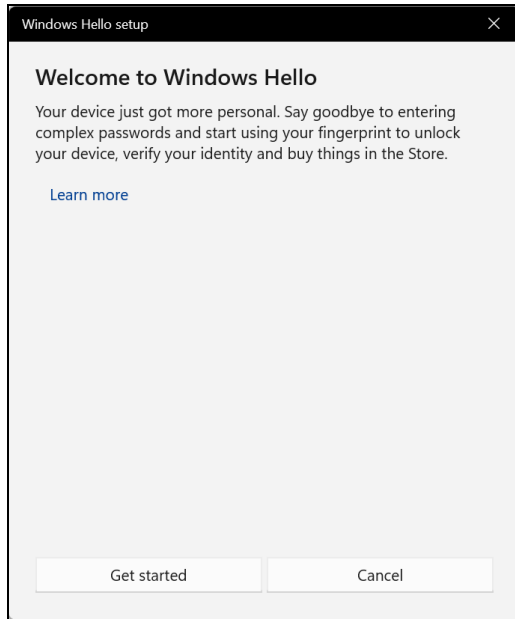 Windows Hello setup
Welcome to Windows Hello
Your device just got more personal. Say goodbye to entering
complex passwords and start using your fingerprint to unlock
your device, verify your identity and buy things in the Store.
Learn more
Get started
Cancel